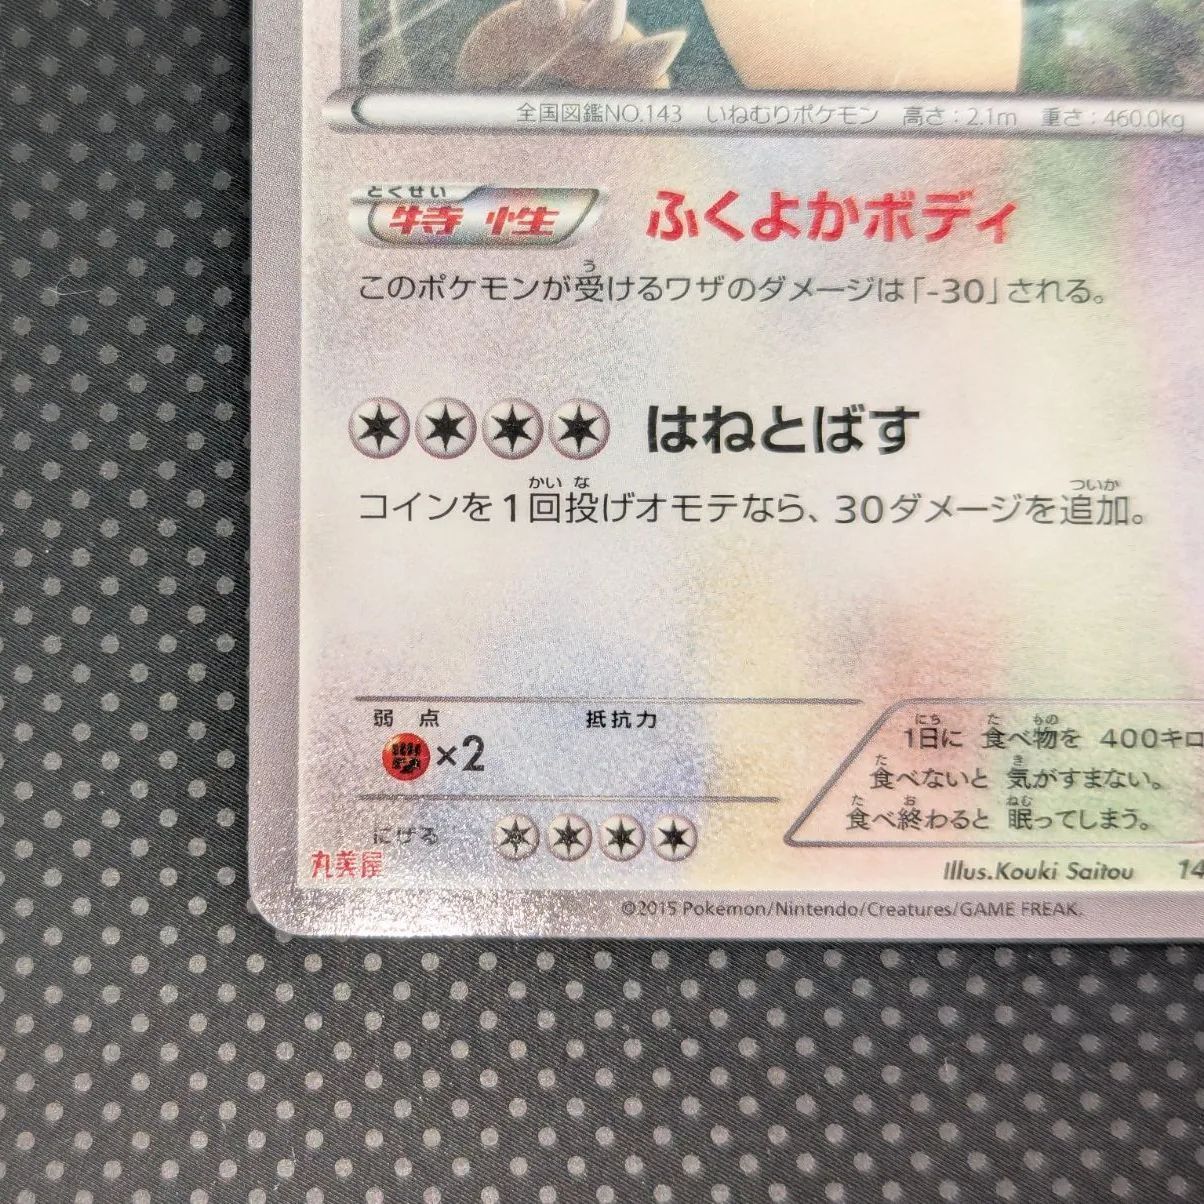 全国図鑑NO.143 いねむりポケモン 高さ：2.1m 重さ：460.0kg
とくせい
特性 ふくよかボディ
う
このポケモンが受けるワザのダメージは「-30」される。
はねとばす
かい な ついか
コインを1回投げオモテなら、30ダメージを追加。
弱点 抵抗力
×2
にち た もの
1日に 食べ物を 400キロ
た き
食べないと 気がすまない。
た お ねむ
食べ終わると 眠ってしまう。
にげる
丸美屋
Illus.Kouki Saitou 14
©2015 Pokémon/Nintendo/Creatures/GAME FREAK.